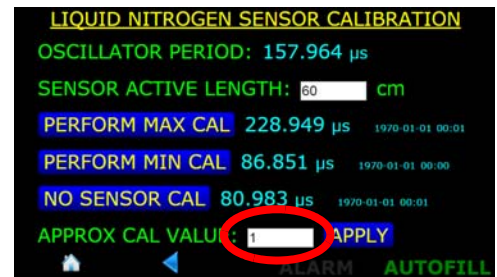 LIQUID NITROGEN SENSOR CALIBRATION
OSCILLATOR PERIOD: 157.964 µs
SENSOR ACTIVE LENGTH: 60 cm
PERFORM MAX CAL 228.949 µs 1970-01-01 00:01
PERFORM MIN CAL 86.851 µs 1970-01-01 00:00
NO SENSOR CAL 80.983 µs 1970-01-01 00:01
APPROX CAL VALUE: 1 APPLY
ALARM AUTOFILL